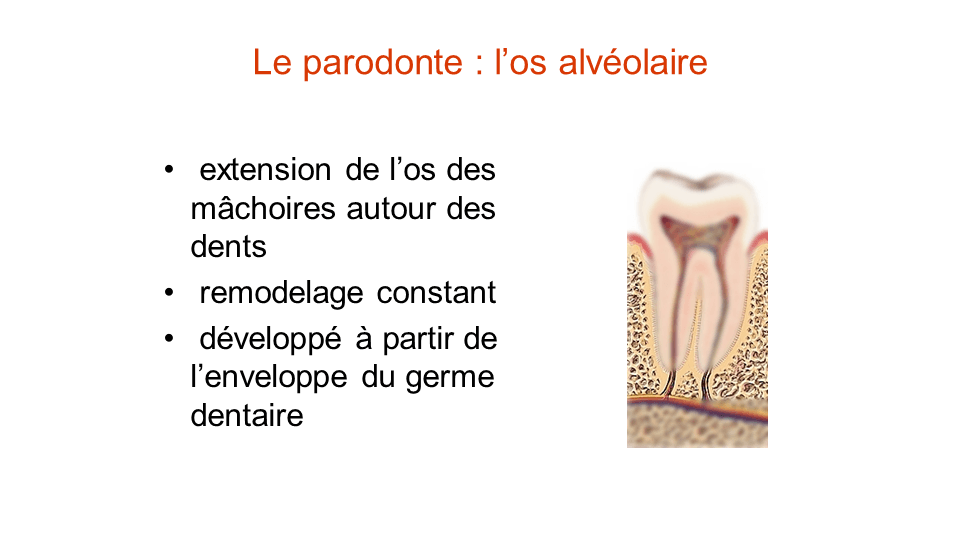 Le parodonte : l’os alvéolaire
• extension de l’os des
mâchoires autour des
dents
• remodelage constant
• développé à partir de
l’enveloppe du germe
dentaire